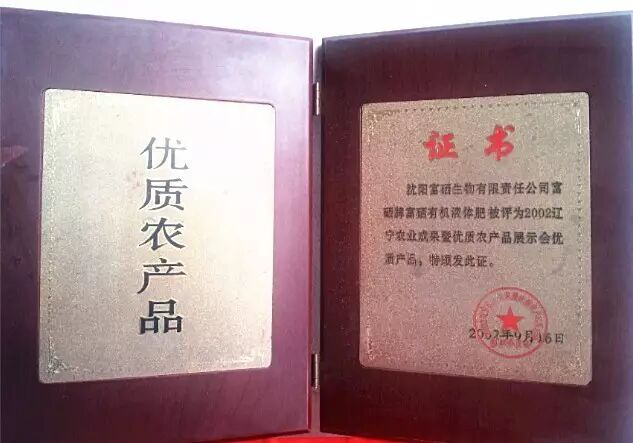 优质农产品
证书
沈阳富硒生物有限责任公司富
硒牌富硒有机液体肥被评为2002辽
宁农业成果暨优质农产品展示会优
质产品，特颁发此证。
9月16日